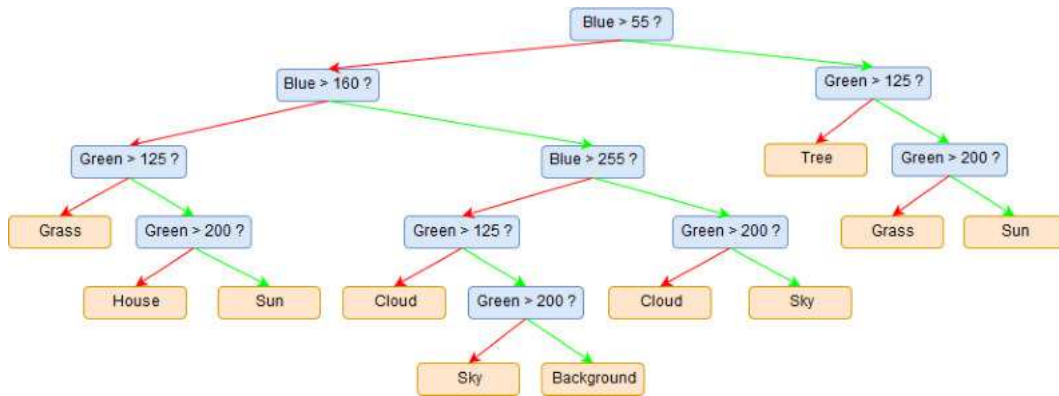 Blue > 55 ?
Blue > 160 ?
Green > 125 ?
Green > 125 ?
Blue > 255 ?
Tree
Green > 200 ?
Grass
Green > 200 ?
Green > 125 ?
Green > 200 ?
Grass
Sun
House
Sun
Cloud
Green > 200 ?
Cloud
Sky
Sky
Background